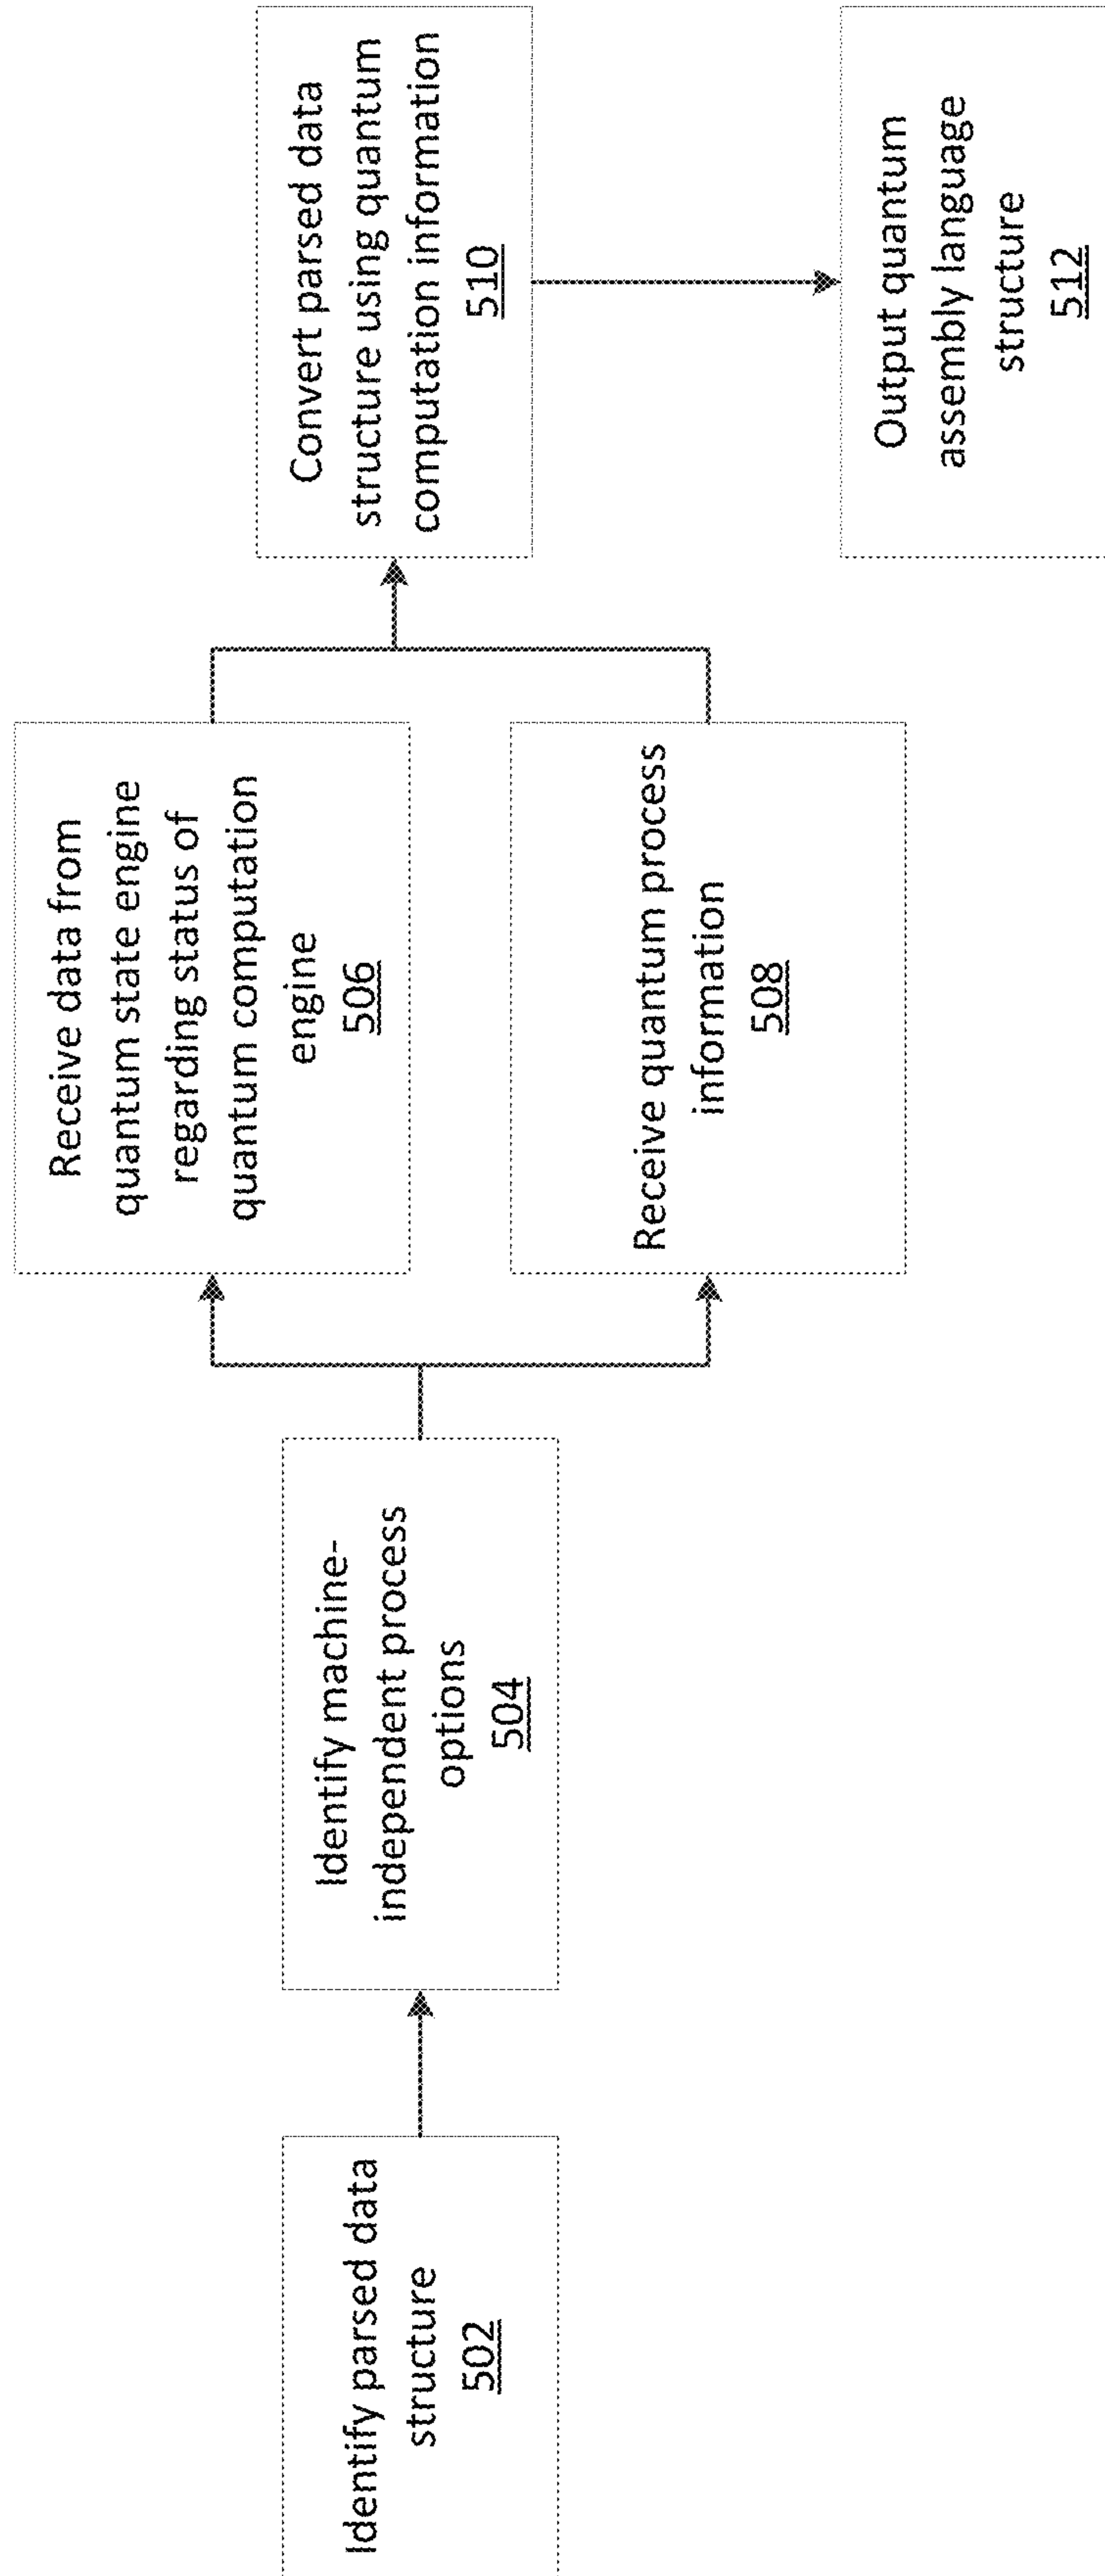 Identify parsed data
structure
502
Identify machine-
independent process
options
504
Receive data from
quantum state engine
regarding status of
quantum computation
engine
506
Receive quantum process
information
508
Convert parsed data
structure using quantum
computation information
510
Output quantum
assembly language
structure
512